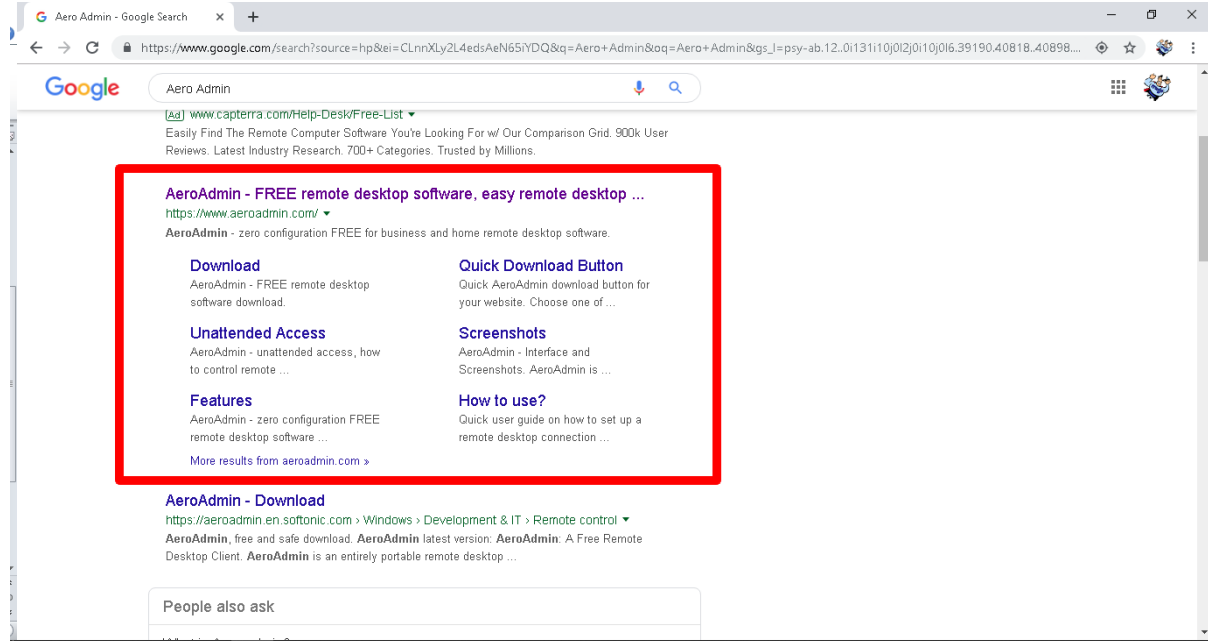 Aero Admin - Google Search
https://www.google.com/search?source=hp&ei=CLnnXLy2L4edsAeN65iYDQ&q=Aero+Admin&oq=Aero+Admin&gs_l=psy-ab.12..0i131i10j0l2j0i10j0l6.39190.40818..40898....
Google
Aero Admin
Ad www.capterra.com/Help-Desk/Free-List
Easily Find The Remote Computer Software You're Looking For w/ Our Comparison Grid. 900k User
Reviews. Latest Industry Research. 700+ Categories. Trusted by Millions.
AeroAdmin - FREE remote desktop software, easy remote desktop ...
https://www.aeroadmin.com/
AeroAdmin - zero configuration FREE for business and home remote desktop software.
Download
AeroAdmin - FREE remote desktop
software download.
Quick Download Button
Quick AeroAdmin download button for
your website. Choose one of ...
Unattended Access
AeroAdmin - unattended access, how
to control remote ...
Screenshots
AeroAdmin - Interface and
Screenshots. AeroAdmin is ...
Features
AeroAdmin - zero configuration FREE
remote desktop software ...
How to use?
Quick user guide on how to set up a
remote desktop connection ...
More results from aeroadmin.com »
AeroAdmin - Download
https://aeroadmin.en.softonic.com › Windows › Development & IT › Remote control
AeroAdmin, free and safe download. AeroAdmin latest version: AeroAdmin: A Free Remote
Desktop Client. AeroAdmin is an entirely portable remote desktop ...
People also ask